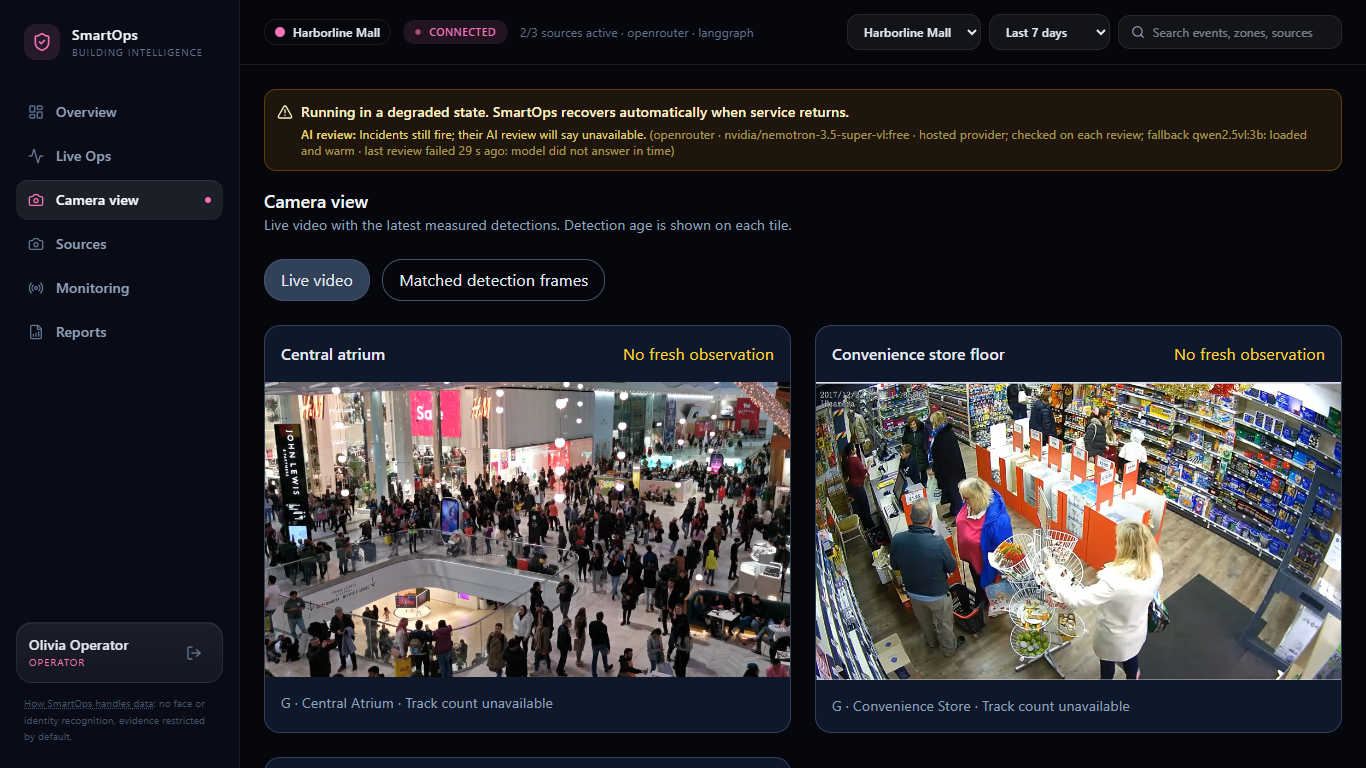 SmartOps
BUILDING INTELLIGENCE
Overview
Live Ops
Camera view
Sources
Monitoring
Reports
Olivia Operator
OPERATOR
How SmartOps handles data: no face or
identity recognition, evidence restricted
by default.
Harborline Mall
CONNECTED
2/3 sources active · openrouter · langgraph
Harborline Mall
Last 7 days
Search events, zones, sources
Running in a degraded state. SmartOps recovers automatically when service returns.
AI review: Incidents still fire; their AI review will say unavailable. (openrouter · nvidia/nemotron-3.5-super-vl:free · hosted provider; checked on each review; fallback qwen2.5vl:3b: loaded
and warm · last review failed 29 s ago: model did not answer in time)
Camera view
Live video with the latest measured detections. Detection age is shown on each tile.
Live video
Matched detection frames
Central atrium
No fresh observation
H&M
Sale
H&M
JOHN LEWIS
G · Central Atrium · Track count unavailable
Convenience store floor
No fresh observation
G · Convenience Store · Track count unavailable